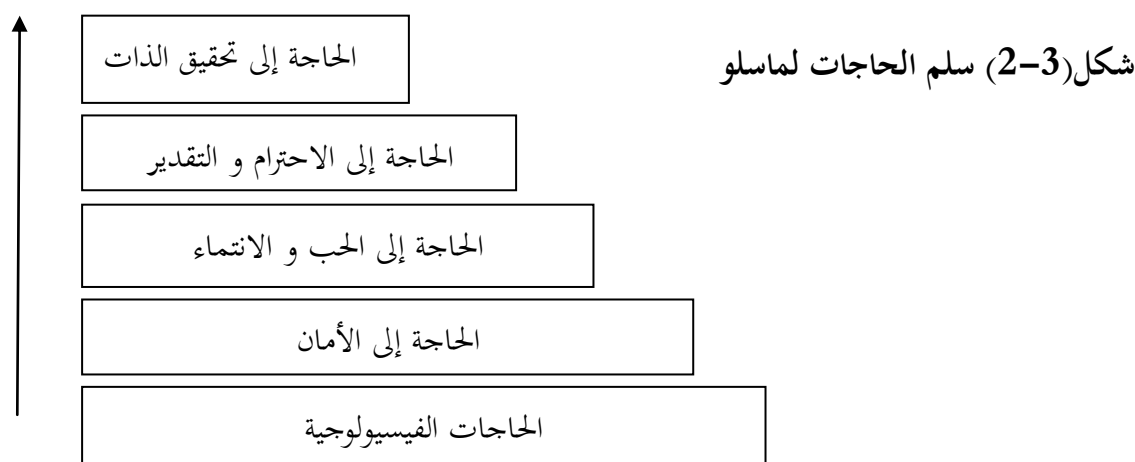 شكل(3-2) سلم الحاجات لماسلو
الحاجة إلى تحقيق الذات
الحاجة إلى الاحترام و التقدير
الحاجة إلى الحب و الانتماء
الحاجة إلى الأمان
الحاجات الفيسيولوجية